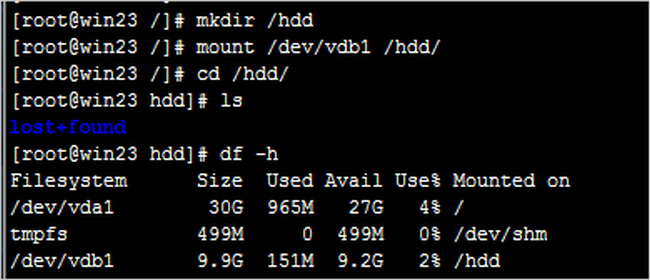 [root@win23 /]# mkdir /hdd
[root@win23 /]# mount /dev/vdb1 /hdd/
[root@win23 /]# cd /hdd/
[root@win23 hdd]# ls
lost+found
[root@win23 hdd]# df -h
Filesystem      Size  Used Avail Use% Mounted on
/dev/vda1        30G  965M   27G   4% /
tmpfs           499M     0  499M   0% /dev/shm
/dev/vdb1       9.9G  151M  9.2G   2% /hdd